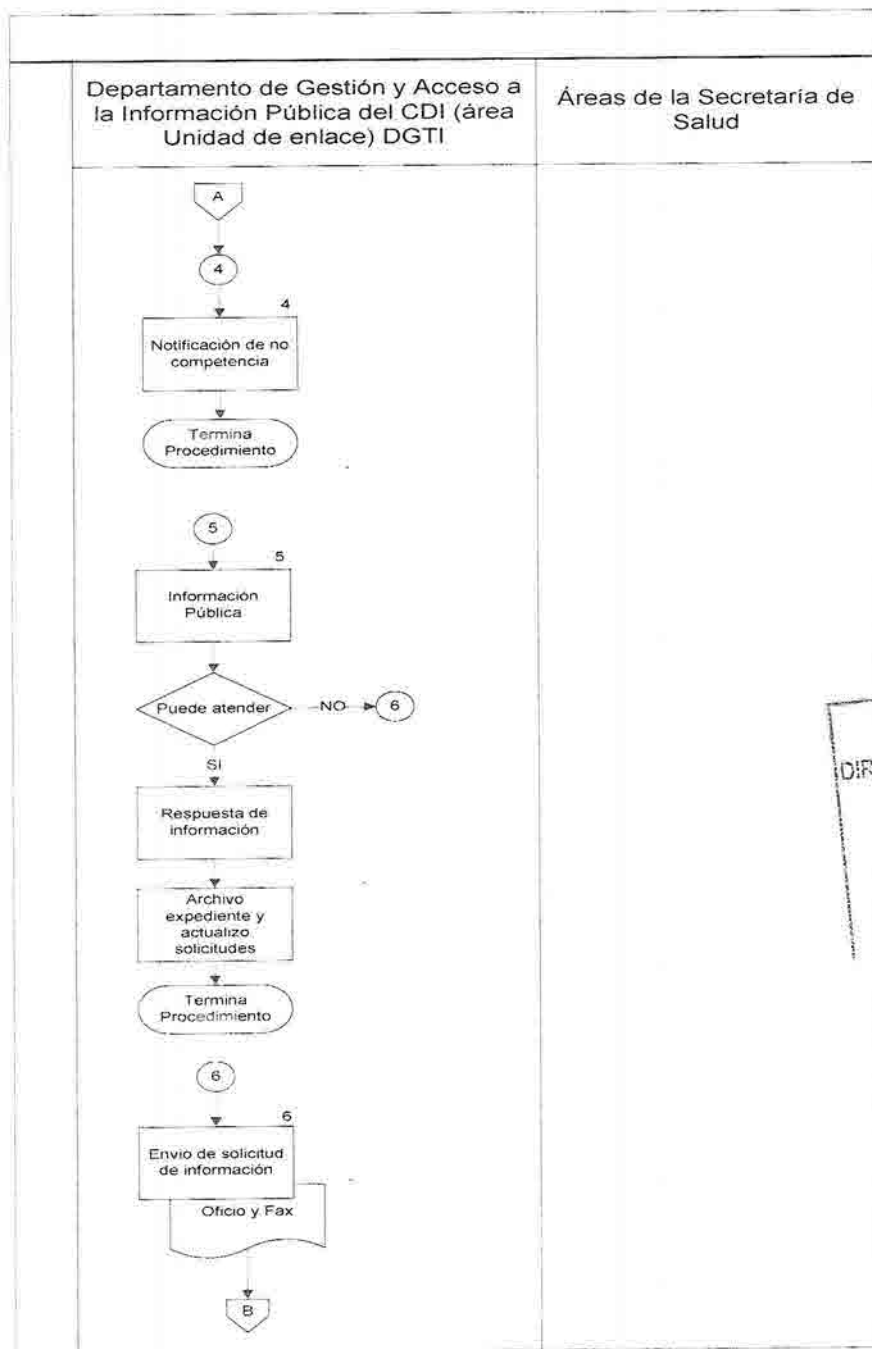 Departamento de Gestión y Acceso a
la Información Pública del CDI (área
Unidad de enlace) DGTI
Áreas de la Secretaría de
Salud
A
4
4
Notificación de no
competencia
Termina
Procedimiento
5
5
Información
Pública
Puede atender
NO
6
SI
Respuesta de
información
Archivo
expediente y
actualizo
solicitudes
Termina
Procedimiento
6
6
Envio de solicitud
de información
Oficio y Fax
B
DIR